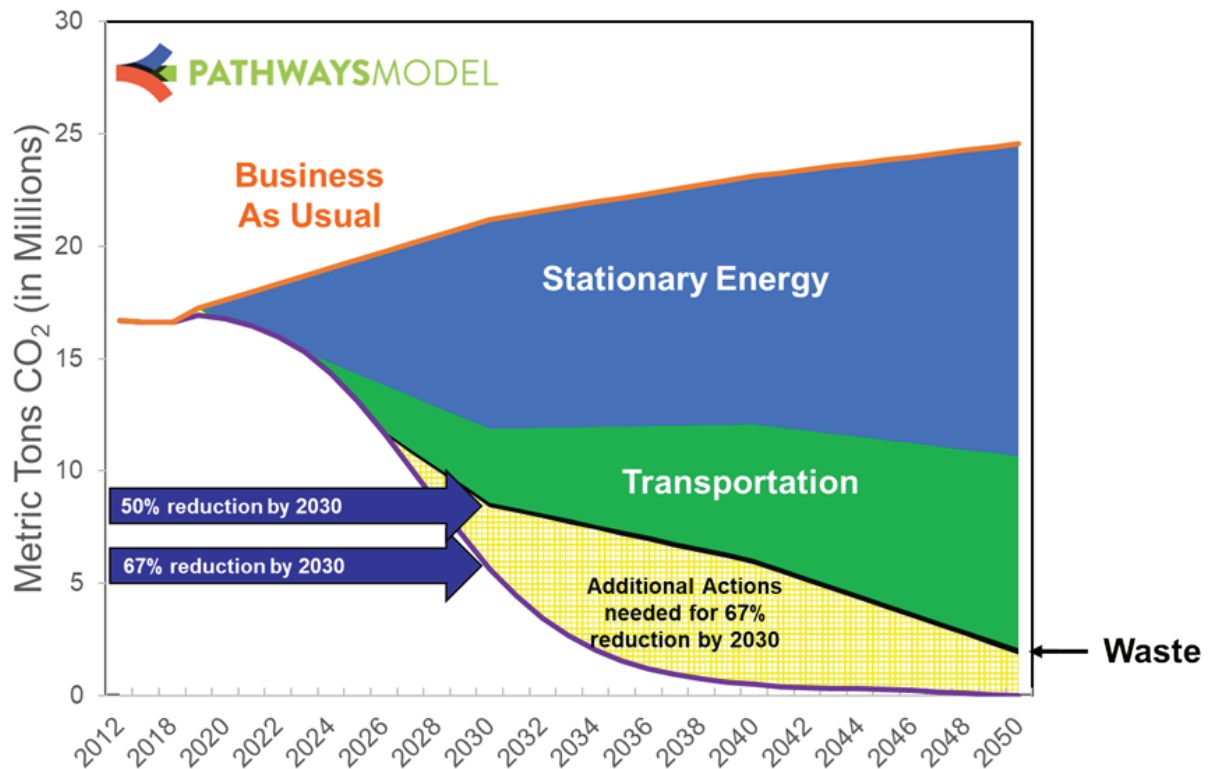 30
PATHWAYSMODEL
25
Business
As Usual
20
Stationary Energy
15
Metric Tons CO₂ (in Millions)
10
Transportation
50% reduction by 2030
67% reduction by 2030
5
Additional Actions
needed for 67%
reduction by 2030
Waste
0
2012 2018 2020 2022 2024 2026 2028 2030 2032 2034 2036 2038 2040 2042 2044 2046 2048 2050